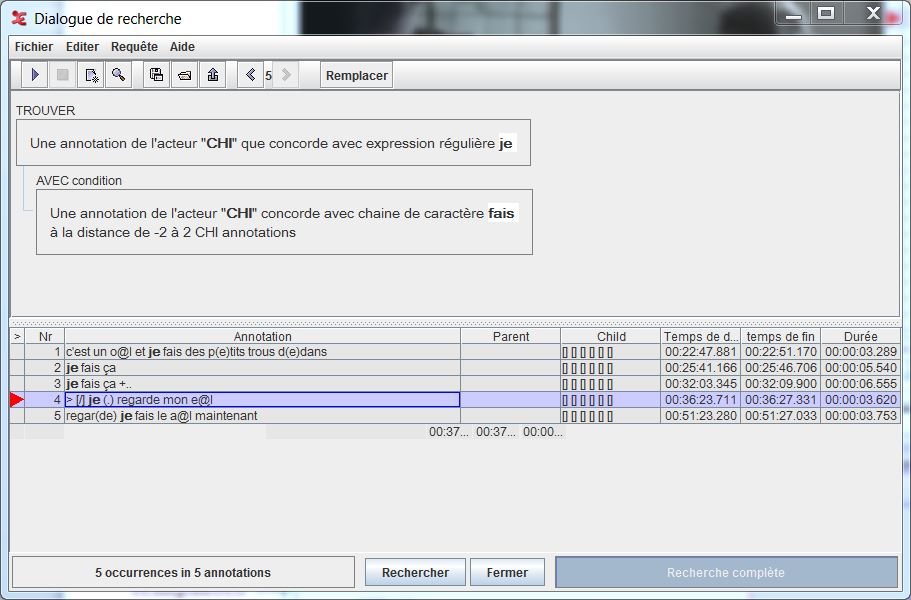 Dialogue de recherche
Fichier Editer Requête Aide
5 Remplacer
TROUVER
Une annotation de l'acteur "CHI" que concorde avec expression régulière je
AVEC condition
Une annotation de l'acteur "CHI" concorde avec chaine de caractère fais
à la distance de -2 à 2 CHI annotations
> Nr Annotation Parent Child Temps de d... temps de fin Durée
1 c'est un o@l et je fais des p(e)tits trous d(e)dans [] [] [] [] [] [] 00:22:47.881 00:22:51.170 00:00:03.289
2 je fais ça [] [] [] [] [] [] 00:25:41.166 00:25:46.706 00:00:05.540
3 je fais ça +.. [] [] [] [] [] [] 00:32:03.345 00:32:09.900 00:00:06.555
4 > [/] je (.) regarde mon e@l [] [] [] [] [] [] 00:36:23.711 00:36:27.331 00:00:03.620
5 regar(de) je fais le a@l maintenant [] [] [] [] [] [] 00:51:23.280 00:51:27.033 00:00:03.753
00:37... 00:37... 00:00...
5 occurrences in 5 annotations Rechercher Fermer Recherche complète